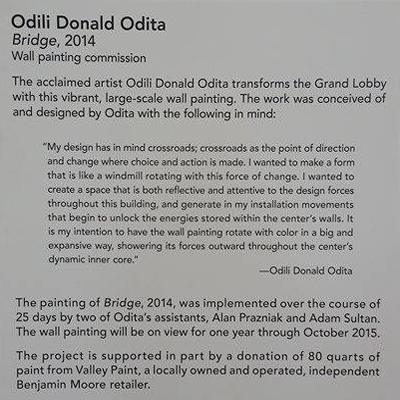 Odili Donald Odita
Bridge, 2014
Wall painting commission
The acclaimed artist Odili Donald Odita transforms the Grand Lobby
with this vibrant, large-scale wall painting. The work was conceived of
and designed by Odita with the following in mind:
“My design has in mind crossroads; crossroads as the point of direction
and change where choice and action is made. I wanted to make a form
that is like a windmill rotating with this force of change. I wanted to
create a space that is both reflective and attentive to the design forces
throughout this building, and generate in my installation movements
that begin to unlock the energies stored within the center’s walls. It
is my intention to have the wall painting rotate with color in a big and
expansive way, showering its forces outward throughout the center’s
dynamic inner core.”
—Odili Donald Odita
The painting of Bridge, 2014, was implemented over the course of
25 days by two of Odita’s assistants, Alan Prazniak and Adam Sultan.
The wall painting will be on view for one year through October 2015.
The project is supported in part by a donation of 80 quarts of
paint from Valley Paint, a locally owned and operated, independent
Benjamin Moore retailer.